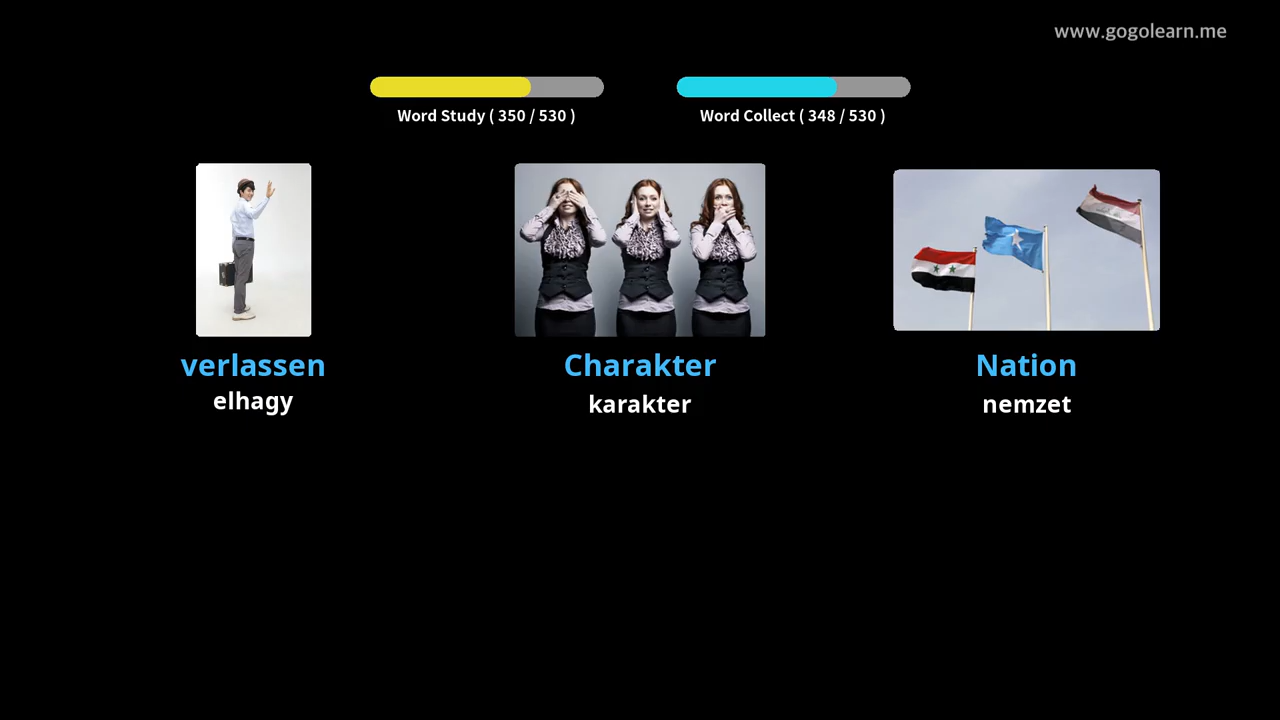 www.gogolearn.me
Word Study ( 350 / 530 )
Word Collect ( 348 / 530 )
verlassen
elhagy
Charakter
karakter
Nation
nemzet